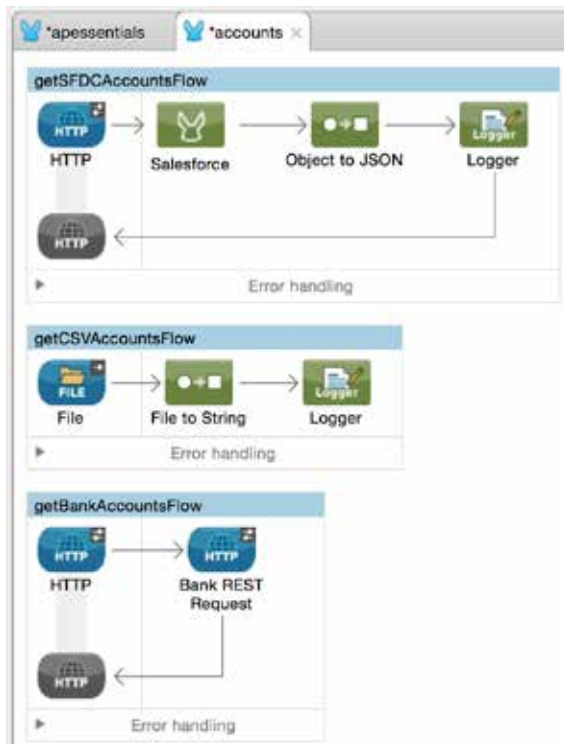 *apessentials
*accounts
getSFDCAccountsFlow
HTTP
Logger
HTTP
Salesforce
Object to JSON
Logger
HTTP
Error handling
getCSVAccountsFlow
FILE
Logger
File
File to String
Logger
Error handling
getBankAccountsFlow
HTTP
HTTP
HTTP
Bank REST
Request
HTTP
Error handling